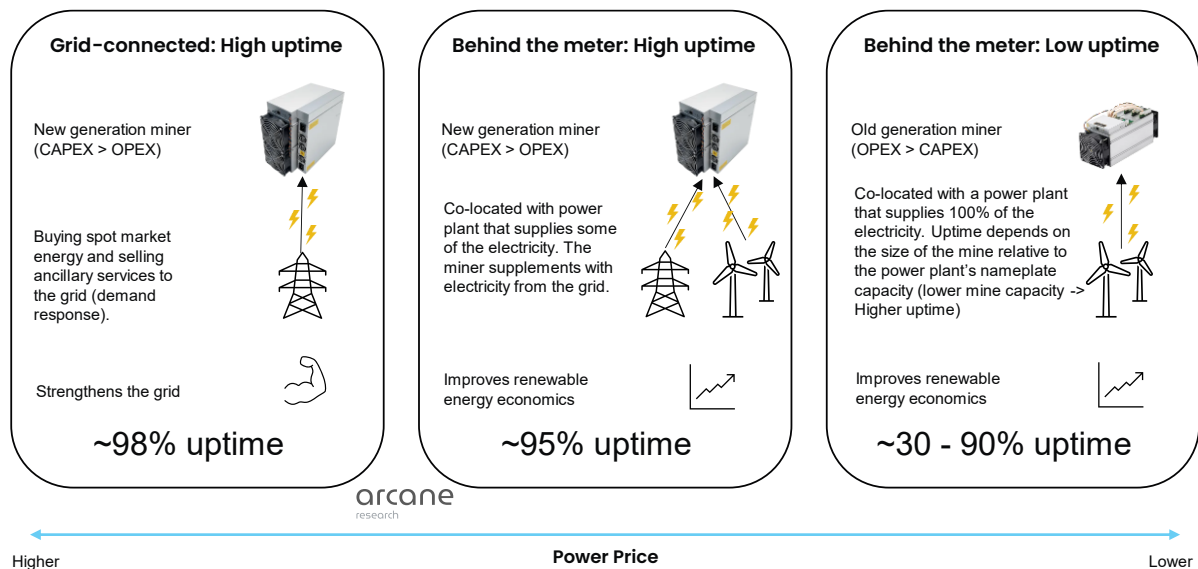 Grid-connected: High uptime
New generation miner
(CAPEX > OPEX)
Buying spot market
energy and selling
ancillary services to
the grid (demand
response).
Strengthens the grid
~98% uptime
Behind the meter: High uptime
New generation miner
(CAPEX > OPEX)
Co-located with power
plant that supplies some
of the electricity. The
miner supplements with
electricity from the grid.
Improves renewable
energy economics
~95% uptime
Behind the meter: Low uptime
Old generation miner
(OPEX > CAPEX)
Co-located with a power plant
that supplies 100% of the
electricity. Uptime depends on
the size of the mine relative to
the power plant's nameplate
capacity (lower mine capacity ->
Higher uptime)
Improves renewable
energy economics
~30 - 90% uptime
arcane
research
Higher
Power Price
Lower